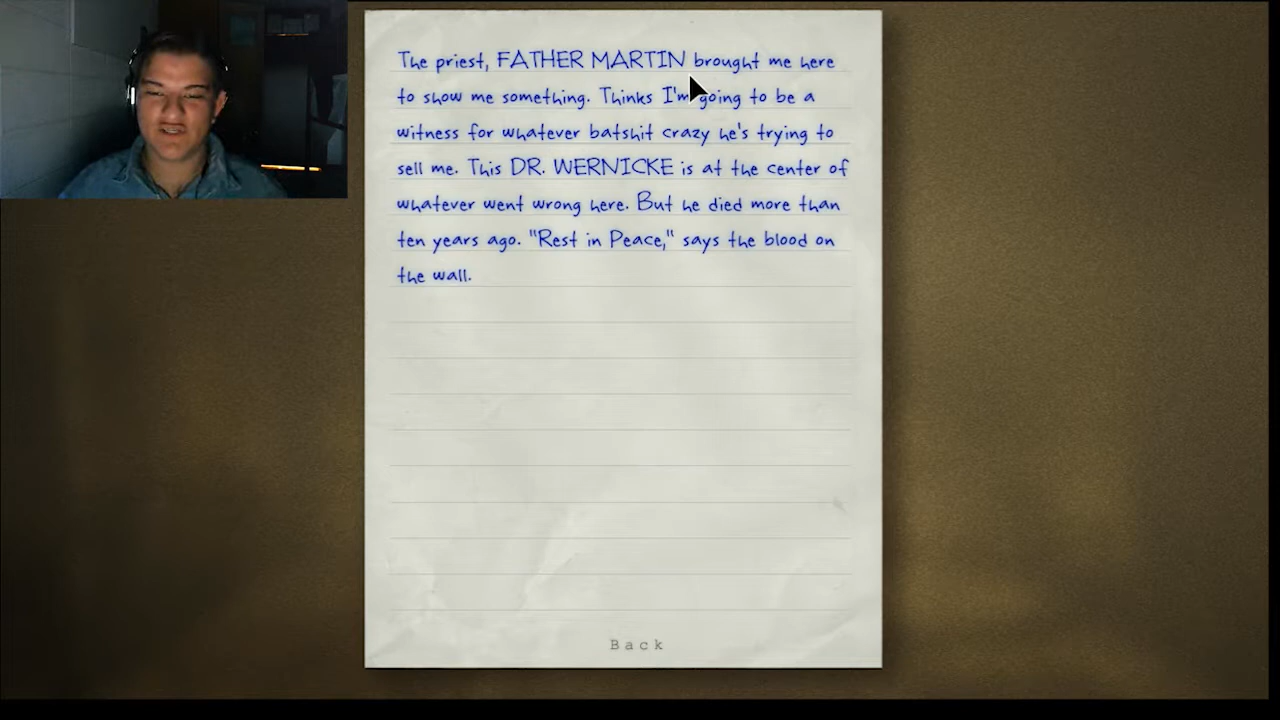 The priest, FATHER MARTIN brought me here
to show me something. Thinks I'm going to be a
witness for whatever batshit crazy he's trying to
sell me. This DR. WERNICKE is at the center of
whatever went wrong here. But he died more than
ten years ago. "Rest in Peace," says the blood on
the wall.
Back